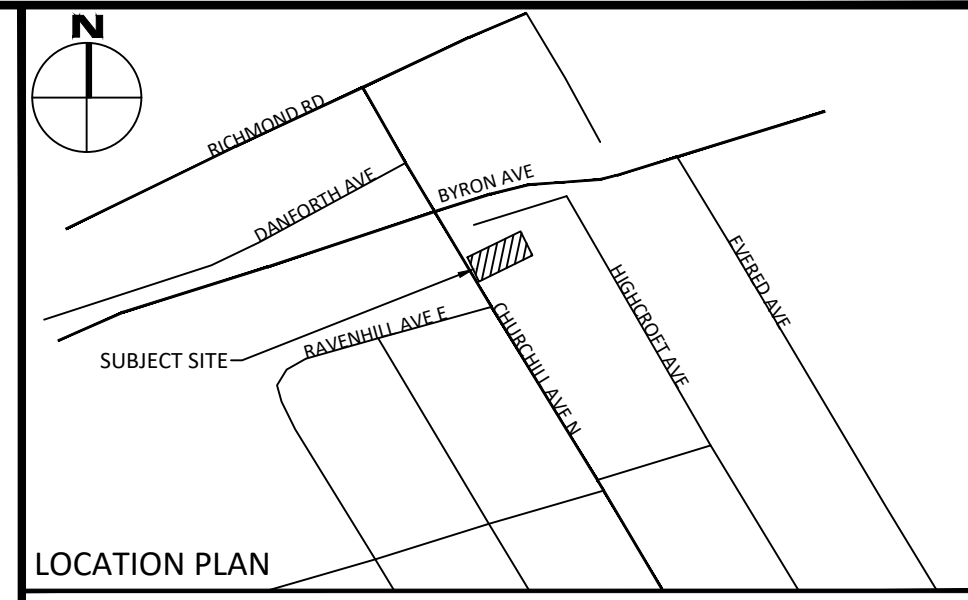 N
RICHMOND RD
DANFORTH AVE
BYRON AVE
EVERED AVE
HIGHCROFT AVE
CHURCHILL AVE N
RAVENHILL AVE E
SUBJECT SITE
LOCATION PLAN